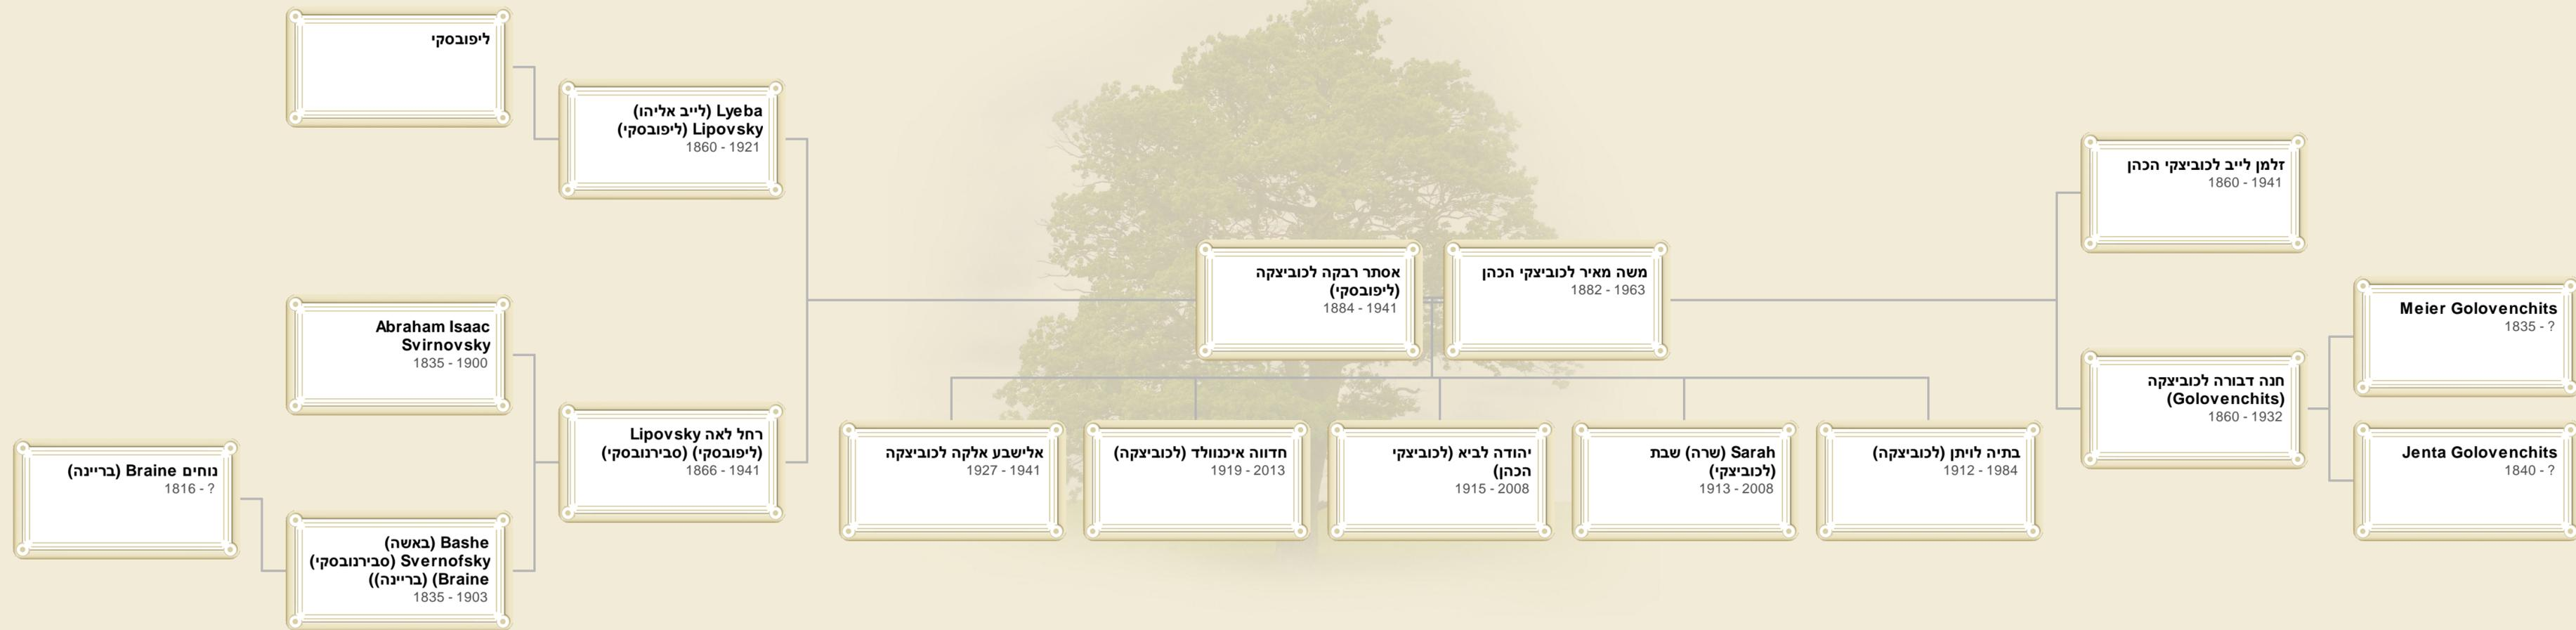 ליפובסקי
Lyeba (לייב אליהו)
Lipovsky (ליפובסקי)
1860 - 1921
זלמן לייב לכוביצקי הכהן
1860 - 1941
אסתר רבקה לכוביצקה
(ליפובסקי)
1884 - 1941
משה מאיר לכוביצקי הכהן
1882 - 1963
Meier Golovenchits
1835 - ?
Abraham Isaac
Svirnovsky
1835 - 1900
חנה דבורה לכוביצקה
(Golovenchits)
1860 - 1932
רחל לאה Lipovsky
(ליפובסקי) (סבירנובסקי)
1866 - 1941
אלישבע אלקה לכוביצקה
1927 - 1941
חדווה איכנוולד (לכוביצקה)
1919 - 2013
יהודה לביא (לכוביצקי
הכהן)
1915 - 2008
Sarah (שרה) שבת
(לכוביצקי)
1913 - 2008
בתיה לויתן (לכוביצקה)
1912 - 1984
Jenta Golovenchits
1840 - ?
נוחים Braine (בריינה)
1816 - ?
Bashe (באשה)
Svernofsky (סבירנובסקי)
(Braine (בריינה))
1835 - 1903